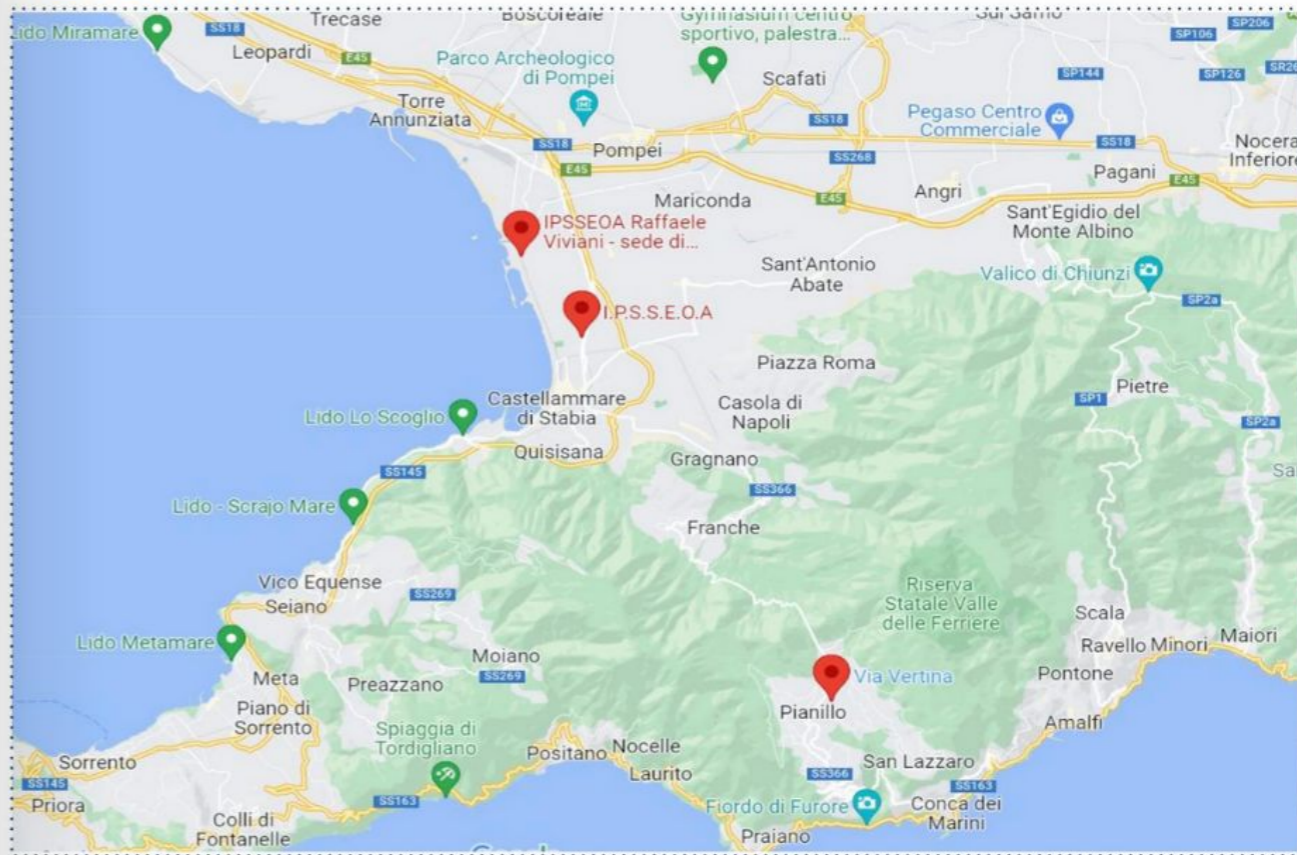 Trecase
Boscoreale
Gymnasium centro
sportivo, palestra...
Lido Miramare
SS18
Leopardi
E45
Parco Archeologico
di Pompei
Scafati
SP106
SP206
SP144
SP126
Torre
Annunziata
SS18
SS18
Pompei
SS268
Pegaso Centro
Commerciale
SS18
Nocera
Inferiore
E45
Mariconda
E45
Angri
Pagani
E45
IPSSEOA Raffaele
Viviani - sede di...
Sant'Egidio del
Monte Albino
Sant'Antonio
Abate
Valico di Chiunzi
SP2a
I.P.S.S.E.O.A
Piazza Roma
Pietre
SP1
SP2a
Castellammare
di Stabia
Casola di
Napoli
Lido Lo Scoglio
Quisisana
Gragnano
SS145
SS366
Lido - Scrajo Mare
Franche
Vico Equense
Seiano
SS269
Riserva
Statale Valle
delle Ferriere
Scala
Ravello
Minori
Maiori
Lido Metamare
Moiano
SS269
Meta
Preazzano
Via Vertina
Pontone
Pianillo
Amalfi
Piano di
Sorrento
Spiaggia di
Tordigliano
Positano
Nocelle
Laurito
San Lazzaro
Sorrento
SS145
SS366
SS163
Priora
SS163
Fiordo di Furore
Conca dei
Marini
Colli di
Fontanelle
Praiano